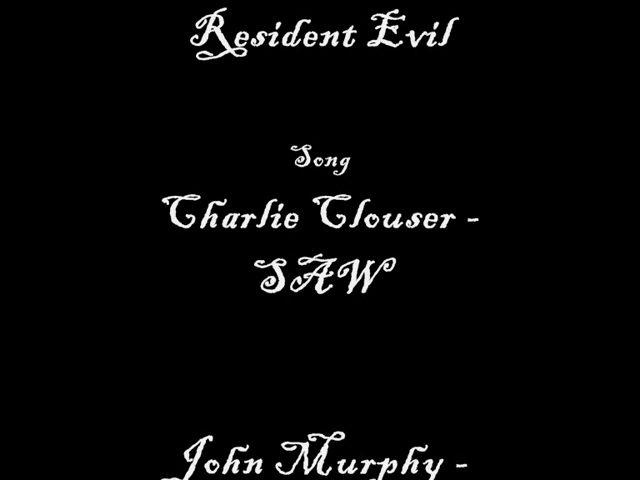 Resident Evil
Song
Charlie Clouser -
SAW
John Murphy -